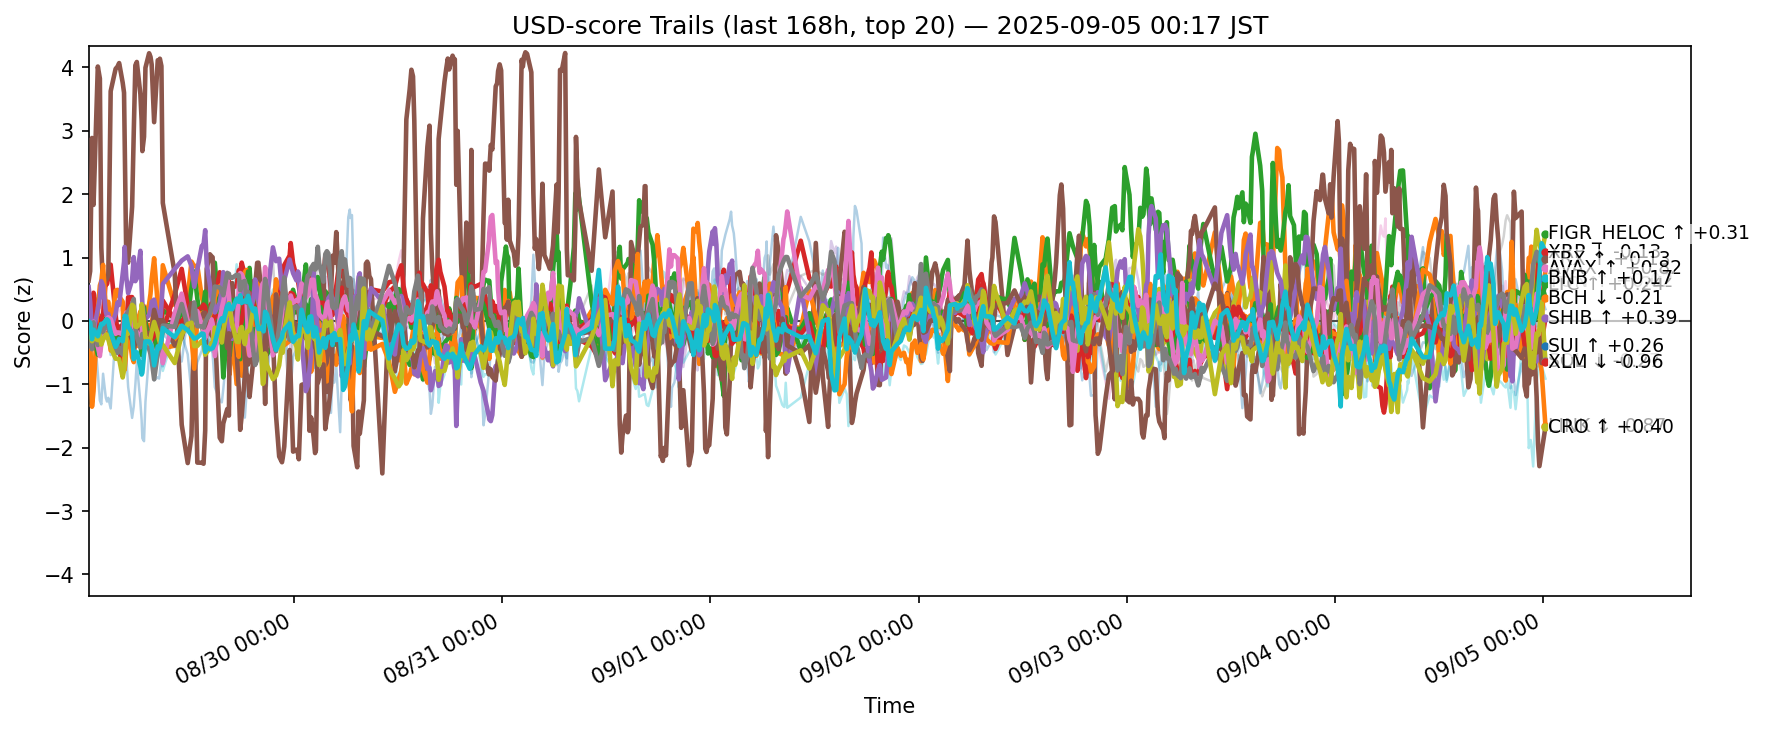 USD-score Trails (last 168h, top 20) — 2025-09-05 00:17 JST
Score (z)
4
3
2
1
0
−1
−2
−3
−4
FIGR_HELOC ↑ +0.31
BNB ↑ +0.17
BCH ↓ -0.21
SHIB ↑ +0.39
SUI ↑ +0.26
XLM ↓ -0.96
CRO ↑ +0.40
08/30 00:00
08/31 00:00
09/01 00:00
09/02 00:00
09/03 00:00
09/04 00:00
09/05 00:00
Time